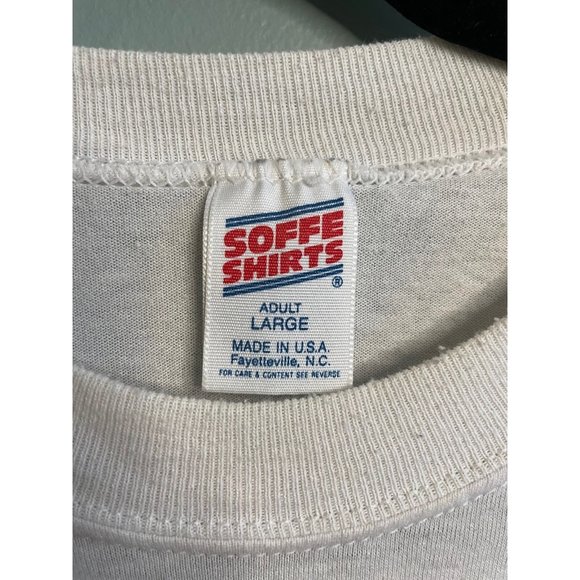 SOFFE
SHIRTS®
ADULT
LARGE
MADE IN U.S.A.
Fayetteville, N.C.
FOR CARE & CONTENT SEE REVERSE